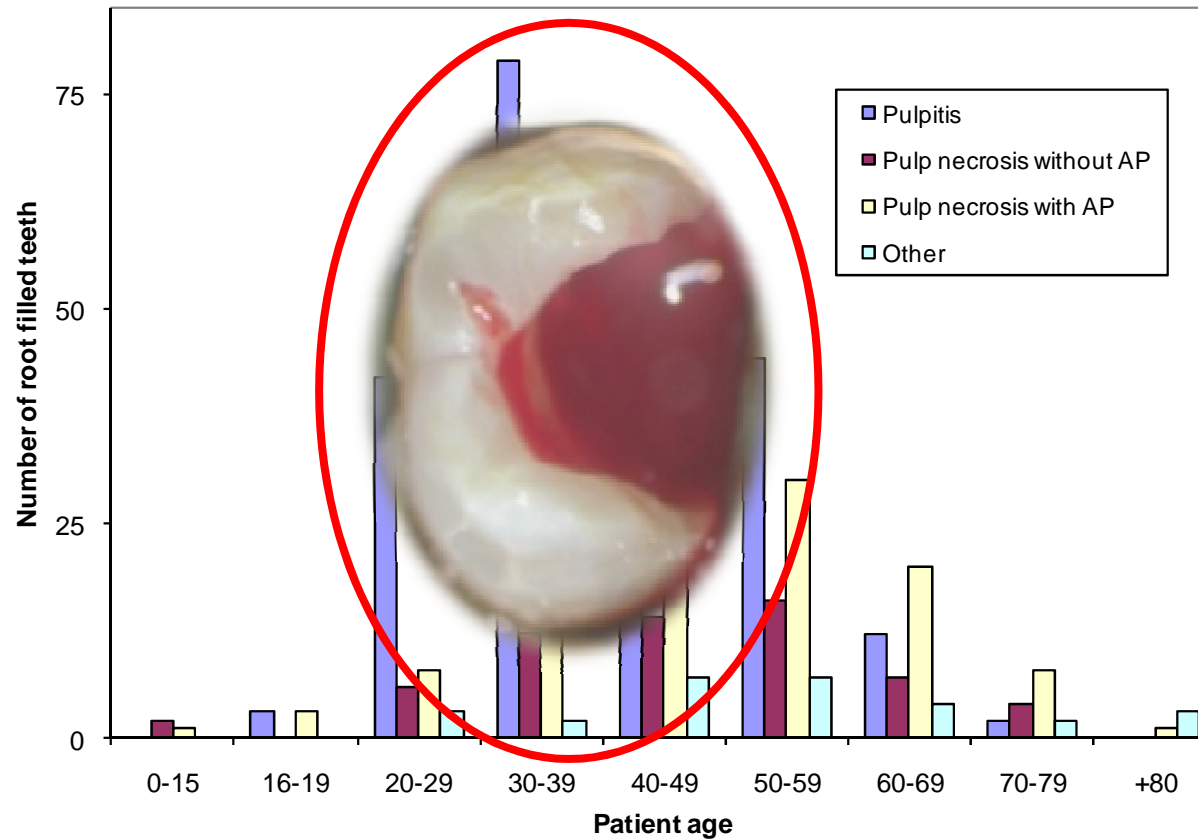 75
50
25
0
Number of root filled teeth
Pulpitis
Pulp necrosis without AP
Pulp necrosis with AP
Other
0-15
16-19
20-29
30-39
40-49
50-59
60-69
70-79
+80
Patient age